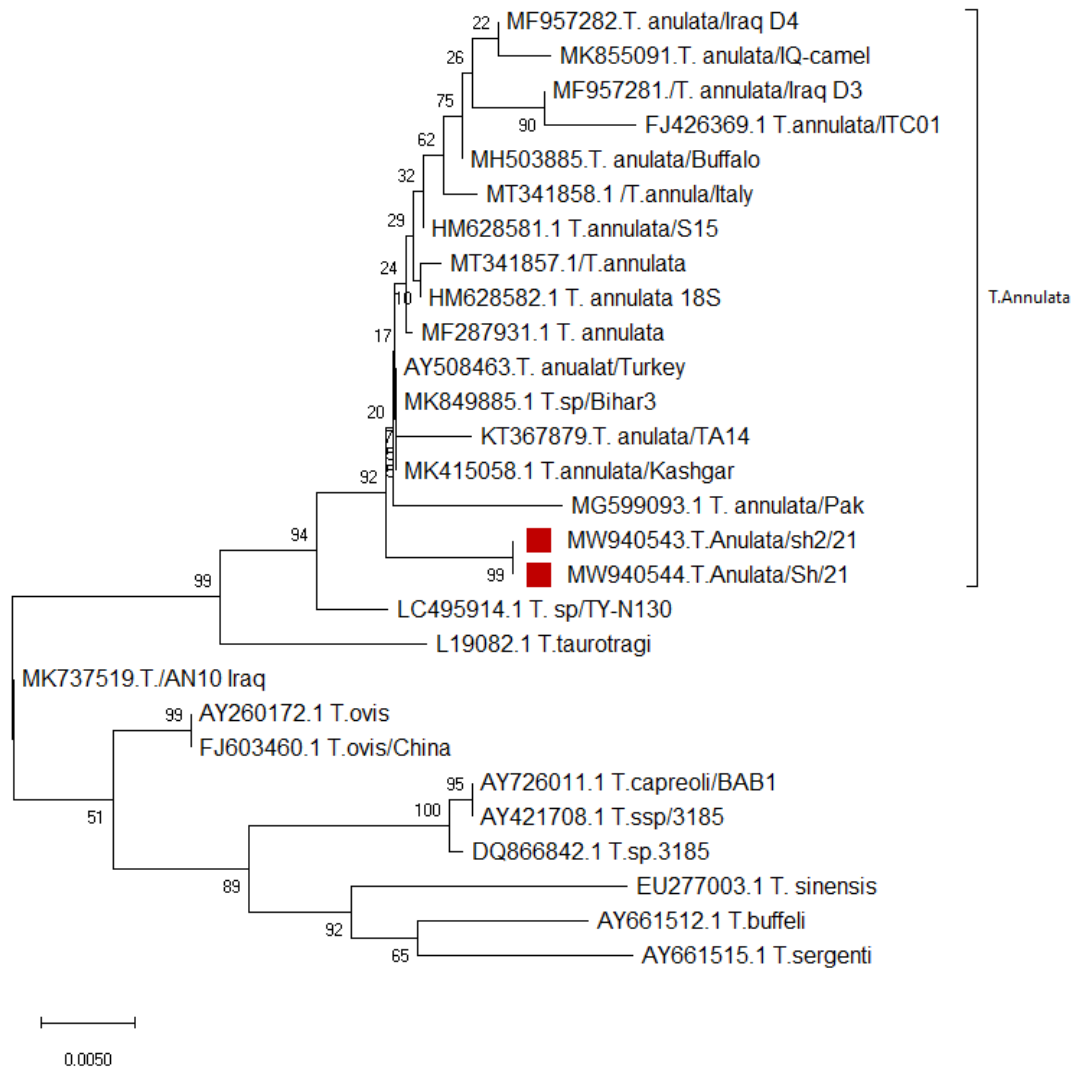 22
MF957282.T. anulata/Iraq D4
MK855091.T. anulata/IQ-camel
26
MF957281./T. annulata/Iraq D3
75
90
FJ426369.1 T.annulata/ITC01
62
MH503885.T. anulata/Buffalo
32
MT341858.1 /T.annula/Italy
29
HM628581.1 T.annulata/S15
24
MT341857.1/T.annulata
10
HM628582.1 T. annulata 18S
T.Annulata
17
MF287931.1 T. annulata
AY508463.T. anualat/Turkey
20
MK849885.1 T.sp/Bihar3
7
KT367879.T. anulata/TA14
5
5
MK415058.1 T.annulata/Kashgar
92
MG599093.1 T. annulata/Pak
94
MW940543.T.Anulata/sh2/21
99
99
MW940544.T.Anulata/Sh/21
LC495914.1 T. sp/TY-N130
L19082.1 T.taurotragi
MK737519.T./AN10 Iraq
99
AY260172.1 T.ovis
FJ603460.1 T.ovis/China
95
AY726011.1 T.capreoli/BAB1
100
51
AY421708.1 T.ssp/3185
DQ866842.1 T.sp.3185
89
EU277003.1 T. sinensis
92
AY661512.1 T.buffeli
65
AY661515.1 T.sergenti
0.0050